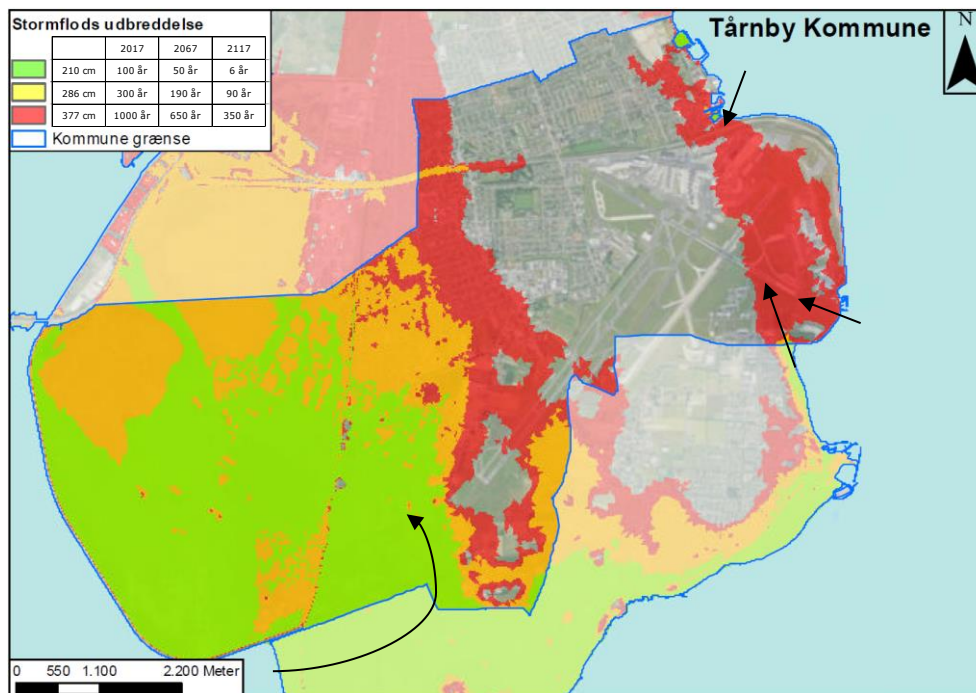 Stormflods udbreddelse
2017 2067 2117
210 cm 100 år 50 år 6 år
286 cm 300 år 190 år 90 år
377 cm 1000 år 650 år 350 år
Kommune grænse
Tårnby Kommune
N
0 550 1.100 2.200 Meter